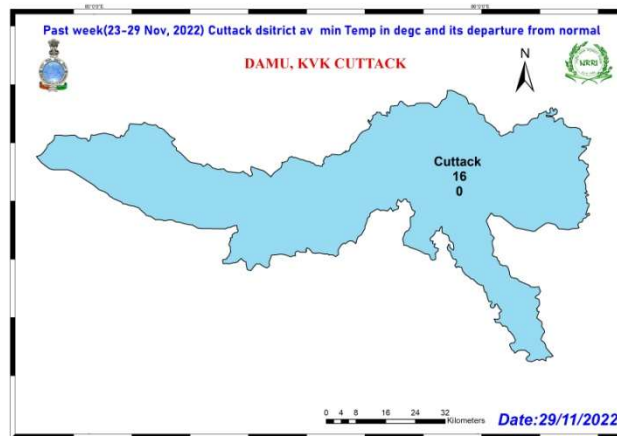 Past week(23-29 Nov, 2022) Cuttack dsitrict av min Temp in degc and its departure from normal
DAMU, KVK CUTTACK
N
NRRI
Cuttack
16
0
0 4 8 16 24 32
Kilometers
Date:29/11/2022